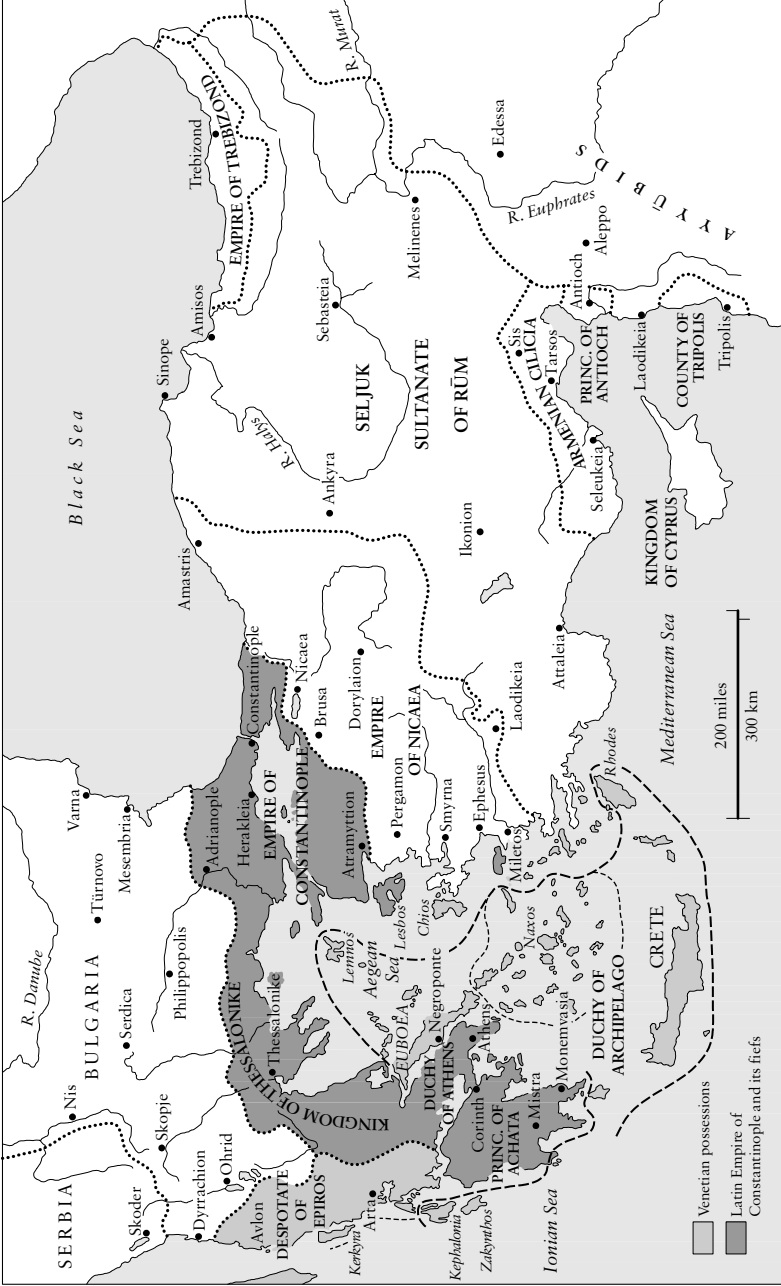 Black Sea
R. Danube
Nis
Skopje
Skoder
SERBIA
Serdica
BULGARIA
Türnovo
Varna
Mesembria
Philippopolis
Adrianople
Herakleia
Constantinople
EMPIRE OF
CONSTANTINOPLE
Atramyttion
Dyrrachion
Ohrid
Avlon
DESPOTATE
OF
EPIROS
Arta
Kerkyra
Kephalonia
Zakynthos
Ionian Sea
KINGDOM OF THESSALONIKE
Thessalonike
Lemnos
Aegean
Sea
Lesbos
Chios
EUBOEA
Negroponte
DUCHY
OF ATHENS
Athens
Corinth
PRINC. OF
ACHATA
Mistra
Monemvasia
Naxos
DUCHY OF
ARCHIPELAGO
CRETE
Rhodes
Mediterranean Sea
Nicaea
Brusa
Dorylaion
EMPIRE
OF NICAEA
Pergamon
Smyrna
Ephesus
Miletos
Laodikeia
Attaleia
Amastris
Sinope
Amisos
Trebizond
EMPIRE OF TREBIZOND
R. Murat
R. Halys
Ankyra
Sebasteia
SELJUK
SULTANATE
OF RŪM
Ikonion
Melinenes
Edessa
R. Euphrates
AYYŪBIDS
Aleppo
Antioch
Sis
Tarsos
ARMENIAN CILICIA
Seleukeia
PRINC. OF
ANTIOCH
Laodikeia
COUNTY OF
TRIPOLIS
Tripolis
KINGDOM
OF CYPRUS
200 miles
300 km
Venetian possessions
Latin Empire of
Constantinople and its fiefs